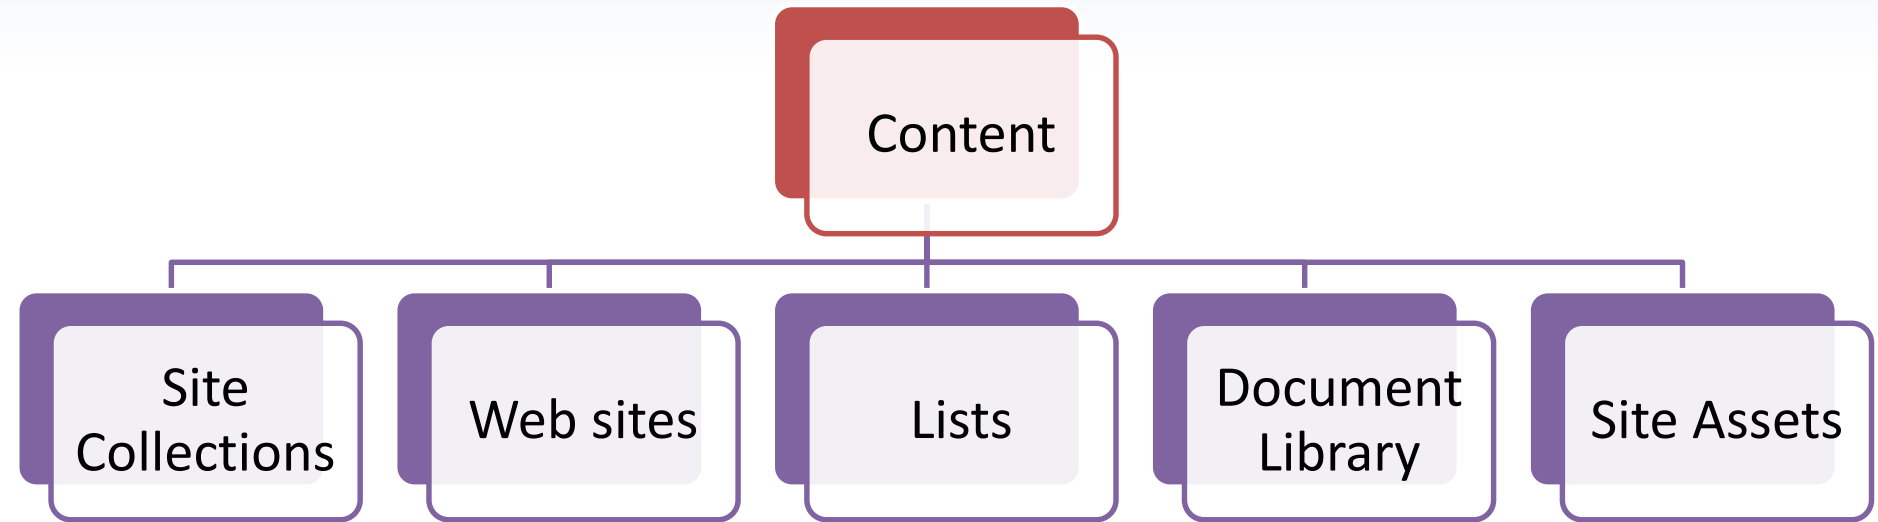 Content
Site
Collections
Web sites
Lists
Document
Library
Site Assets